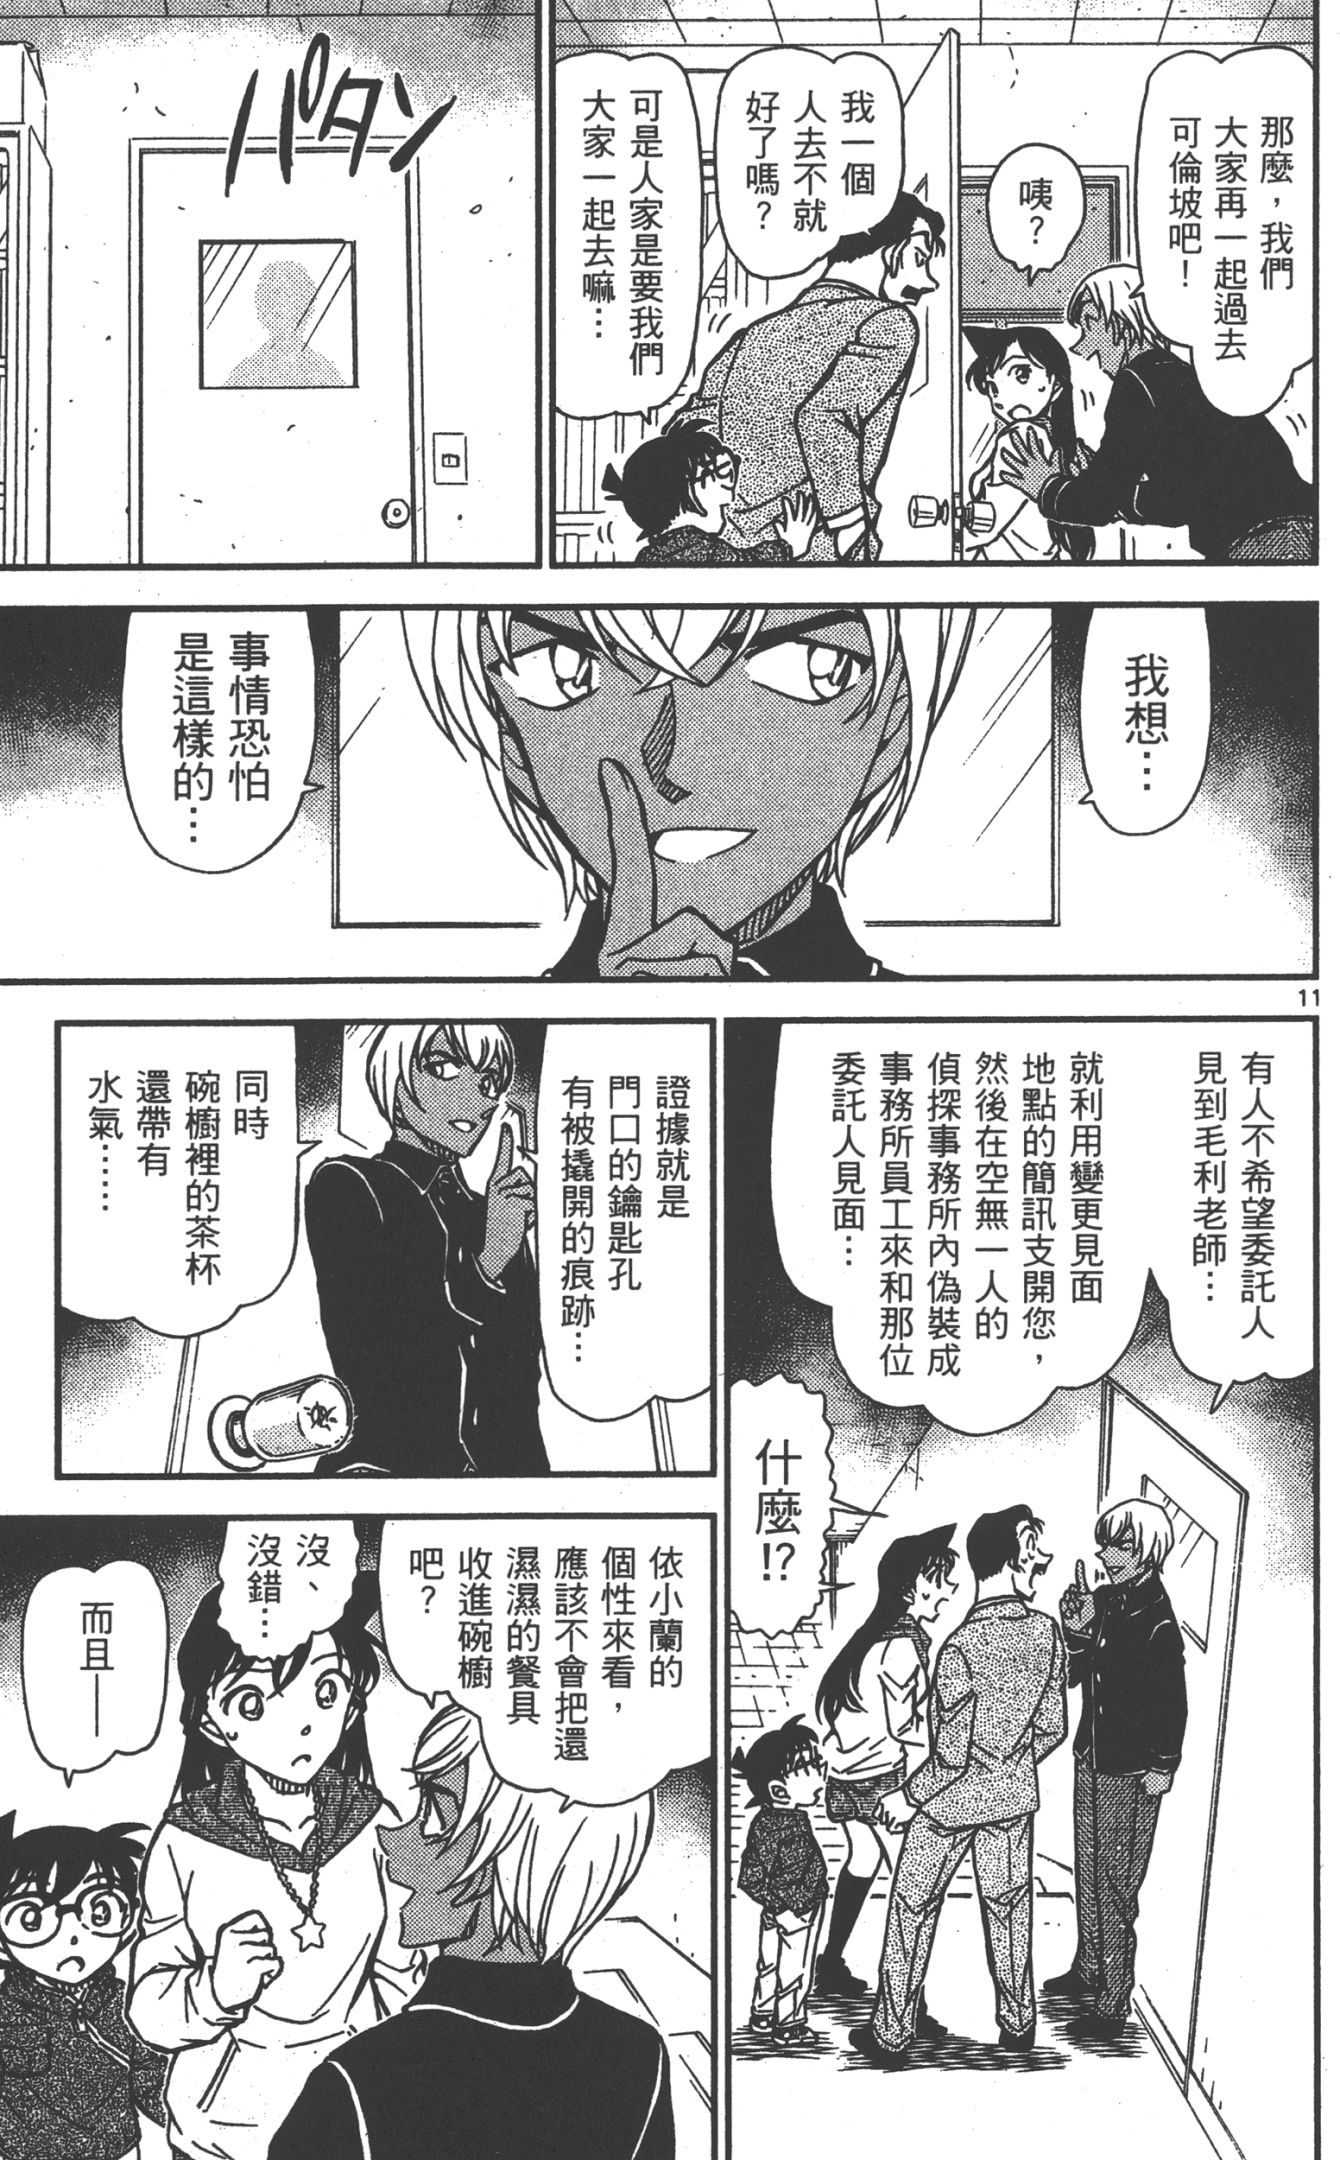 那麼，我們
大家再一起過去
可倫坡吧！
咦？
我一個
人去不就
好了嗎？
可是人家是要我們
大家一起去嘛…
パタン
我想…
事情恐怕
是這樣的…
11
有人不希望委託人
見到毛利老師…
就利用變更見面
地點的簡訊支開您，
然後在空無一人的
偵探事務所內偽裝成
事務所員工來和那位
委託人見面…
什麼!?
證據就是
門口的鑰匙孔
有被撬開的痕跡…
同時
碗櫥裡的茶杯
還帶有
水氣……
依小蘭的
個性來看，
應該不會把還
濕濕的餐具
收進碗櫥
吧？
沒、
沒錯…
而且——